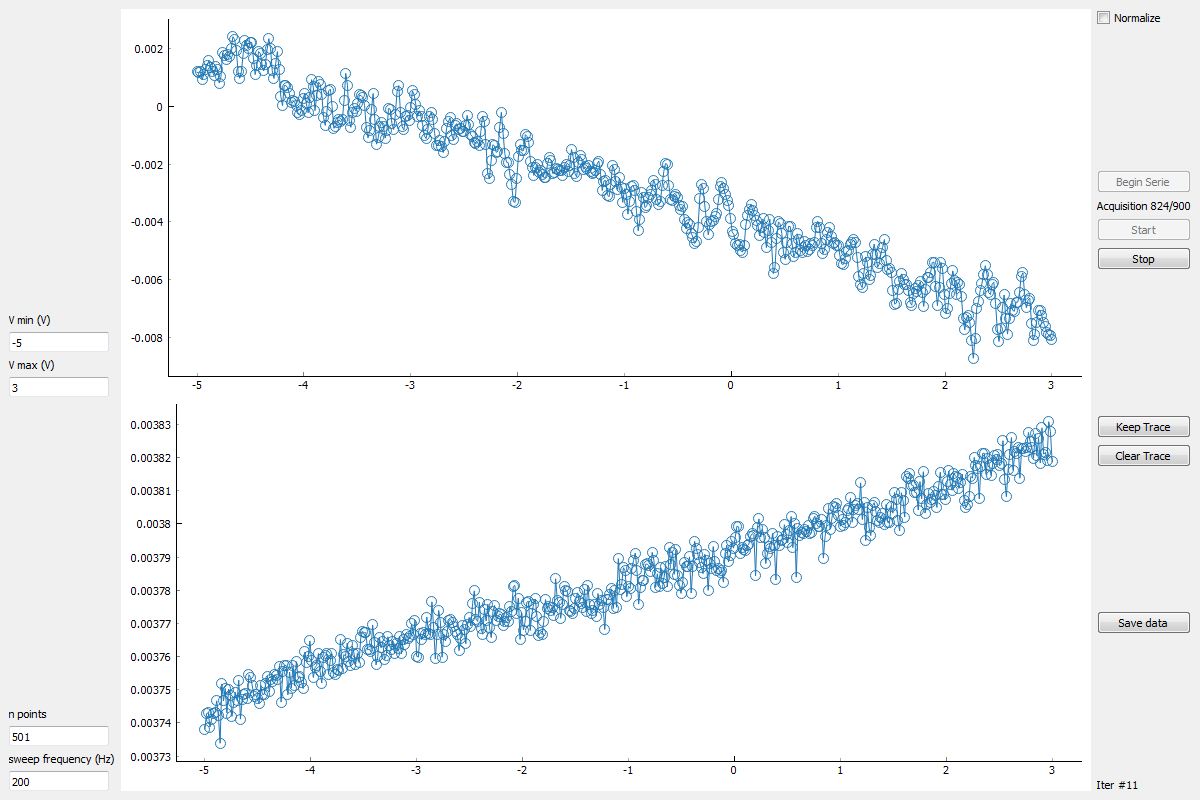 Normalize
0.002
0
-0.002
-0.004
-0.006
-0.008
-5 -4 -3 -2 -1 0 1 2 3
Begin Serie
Acquisition 824/900
Start
Stop
V min (V)
-5
V max (V)
3
0.00383
0.00382
0.00381
0.0038
0.00379
0.00378
0.00377
0.00376
0.00375
0.00374
0.00373
-5 -4 -3 -2 -1 0 1 2 3
Keep Trace
Clear Trace
Save data
n points
501
sweep frequency (Hz)
200
Iter #11